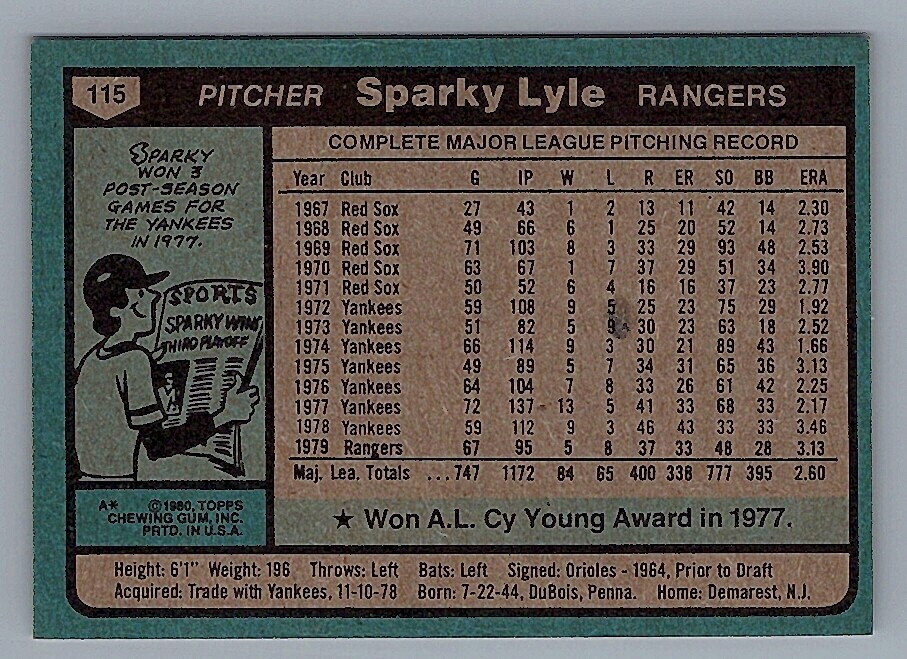 115 PITCHER Sparky Lyle RANGERS
SPARKY
WON 3
POST-SEASON
GAMES FOR
THE YANKEES
IN 1977.
SPORTS
SPARKY WINS
THIRD PLAYOFF
COMPLETE MAJOR LEAGUE PITCHING RECORD
Year Club G IP W L R ER SO BB ERA
1967 Red Sox 27 43 1 2 13 11 42 14 2.30
1968 Red Sox 49 66 6 1 25 20 52 14 2.73
1969 Red Sox 71 103 8 3 33 29 93 48 2.53
1970 Red Sox 63 67 1 7 37 29 51 34 3.90
1971 Red Sox 50 52 6 4 16 16 37 23 2.77
1972 Yankees 59 108 9 5 25 23 75 29 1.92
1973 Yankees 51 82 5 9 30 23 63 18 2.52
1974 Yankees 66 114 9 3 30 21 89 43 1.66
1975 Yankees 49 89 5 7 34 31 65 36 3.13
1976 Yankees 64 104 7 8 33 26 61 42 2.25
1977 Yankees 72 137 13 5 41 33 68 33 2.17
1978 Yankees 59 112 9 3 46 43 33 33 3.46
1979 Rangers 67 95 5 8 37 33 48 28 3.13
Maj. Lea. Totals ...747 1172 84 65 400 338 777 395 2.60
★ Won A.L. Cy Young Award in 1977.
A* ©1980, TOPPS
CHEWING GUM, INC.
PRTD. IN U.S.A.
Height: 6'1" Weight: 196 Throws: Left Bats: Left Signed: Orioles - 1964, Prior to Draft
Acquired: Trade with Yankees, 11-10-78 Born: 7-22-44, DuBois, Penna. Home: Demarest, N.J.